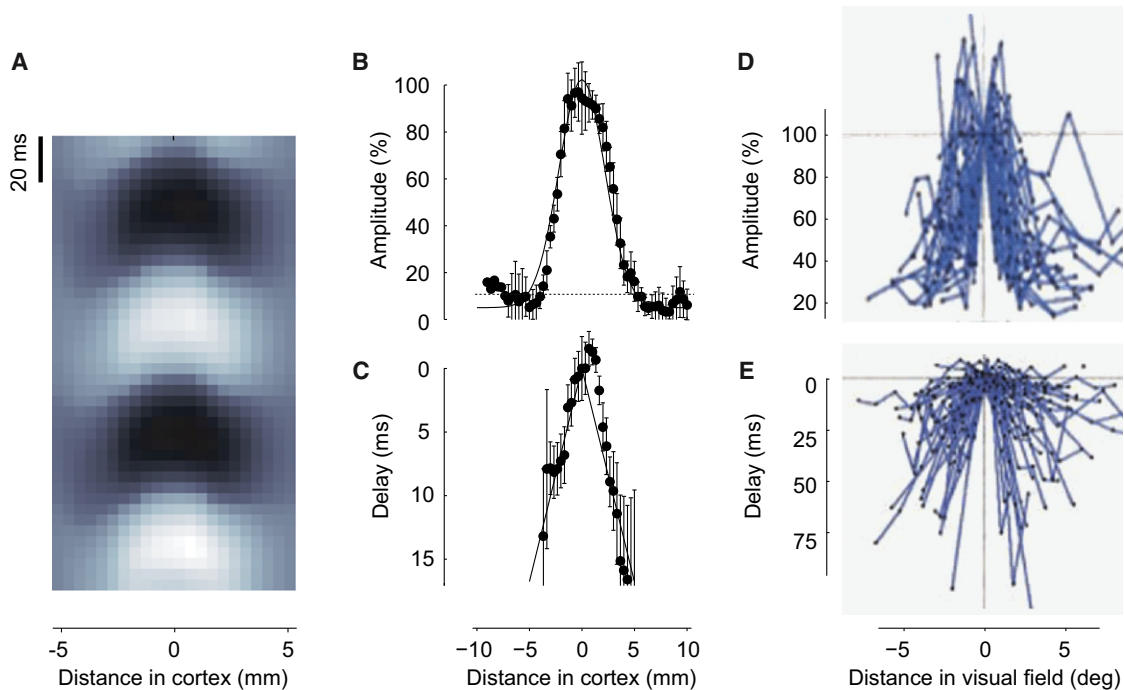 A
20 ms
-5 0 5
Distance in cortex (mm)
B
Amplitude (%)
100
80
60
40
20
0
C
Delay (ms)
0
5
10
15
−10 −5 0 5 10
Distance in cortex (mm)
D
Amplitude (%)
100
80
60
40
20
E
Delay (ms)
0
25
50
75
-5 0 5
Distance in visual field (deg)